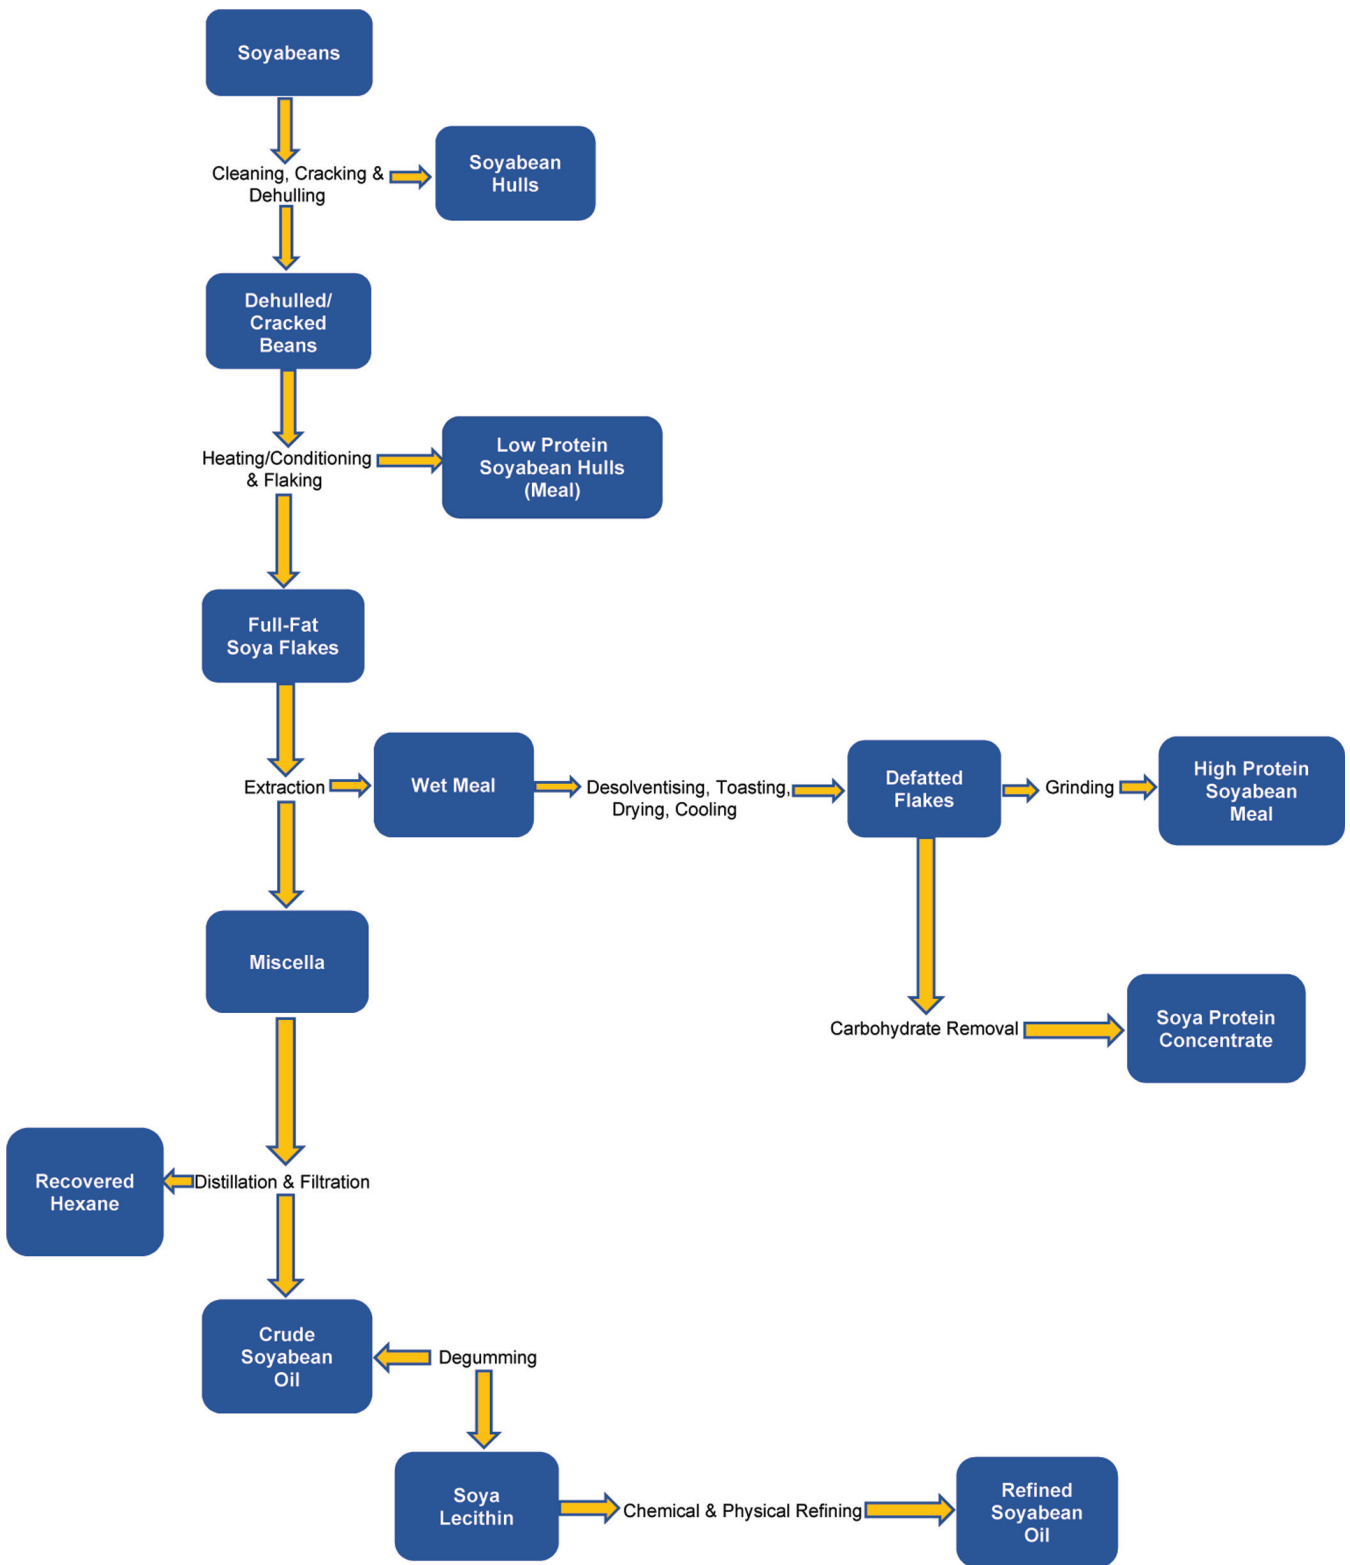 Soyabeans
Cleaning, Cracking &
Dehulling
Soyabean
Hulls
Dehulled/
Cracked
Beans
Heating/Conditioning
& Flaking
Low Protein
Soyabean Hulls
(Meal)
Full-Fat
Soya Flakes
Extraction
Wet Meal
Desolventising, Toasting,
Drying, Cooling
Defatted
Flakes
Grinding
High Protein
Soyabean
Meal
Miscella
Carbohydrate Removal
Soya Protein
Concentrate
Recovered
Hexane
Distillation & Filtration
Crude
Soyabean
Oil
Degumming
Soya
Lecithin
Chemical & Physical Refining
Refined
Soyabean
Oil